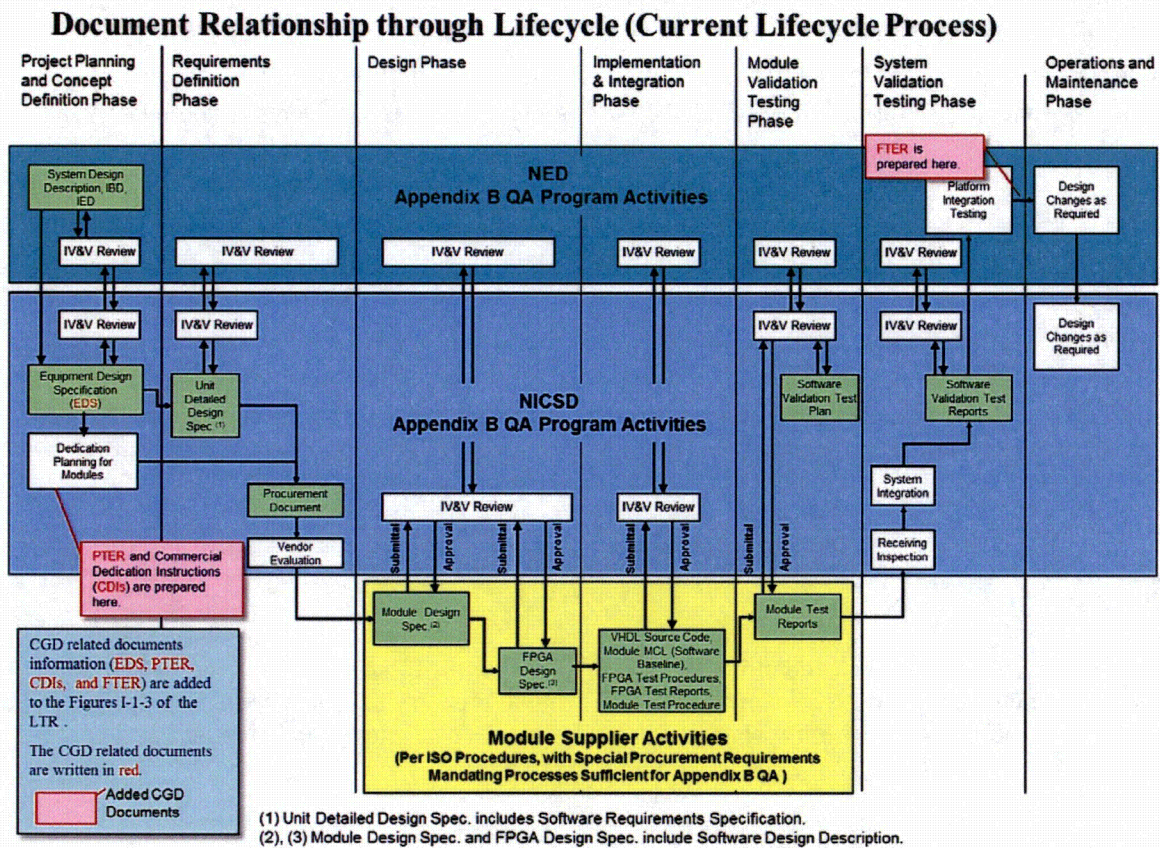 Document Relationship through Lifecycle (Current Lifecycle Process)
Project Planning
and Concept
Definition Phase
Requirements
Definition
Phase
Design Phase
Implementation
& Integration
Phase
Module
Validation
Testing
Phase
System
Validation
Testing Phase
Operations and
Maintenance
Phase
FTER is
prepared here.
NED
Appendix B QA Program Activities
System Design
Description, IBD,
IED
Platform
Integration
Testing
Design
Changes as
Required
IV&V Review
IV&V Review
IV&V Review
IV&V Review
IV&V Review
IV&V Review
IV&V Review
IV&V Review
IV&V Review
IV&V Review
Design
Changes as
Required
Equipment Design
Specification
(EDS)
Unit
Detailed
Design
Spec.(1)
NICSD
Appendix B QA Program Activities
Software
Validation Test
Plan
Software
Validation Test
Reports
Dedication
Planning for
Modules
Procurement
Document
Vendor
Evaluation
IV&V Review
IV&V Review
System
Integration
Receiving
Inspection
Submittal
Approval
Submittal
Approval
Submittal
Approval
Submittal
Approval
PTER and Commercial
Dedication Instructions
(CDIs) are prepared
here.
Module Design
Spec.(2)
FPGA
Design
Spec.(3)
VHDL Source Code,
Module MCL (Software
Baseline),
FPGA Test Procedures,
FPGA Test Reports,
Module Test Procedure
Module Test
Reports
Module Supplier Activities
(Per ISO Procedures, with Special Procurement Requirements
Mandating Processes Sufficient for Appendix B QA )
CGD related documents
information (EDS, PTER,
CDIs, and FTER) are added
to the Figures I-1-3 of the
LTR .
The CGD related documents
are written in red.
Added CGD
Documents
(1) Unit Detailed Design Spec. includes Software Requirements Specification.
(2), (3) Module Design Spec. and FPGA Design Spec. include Software Design Description.